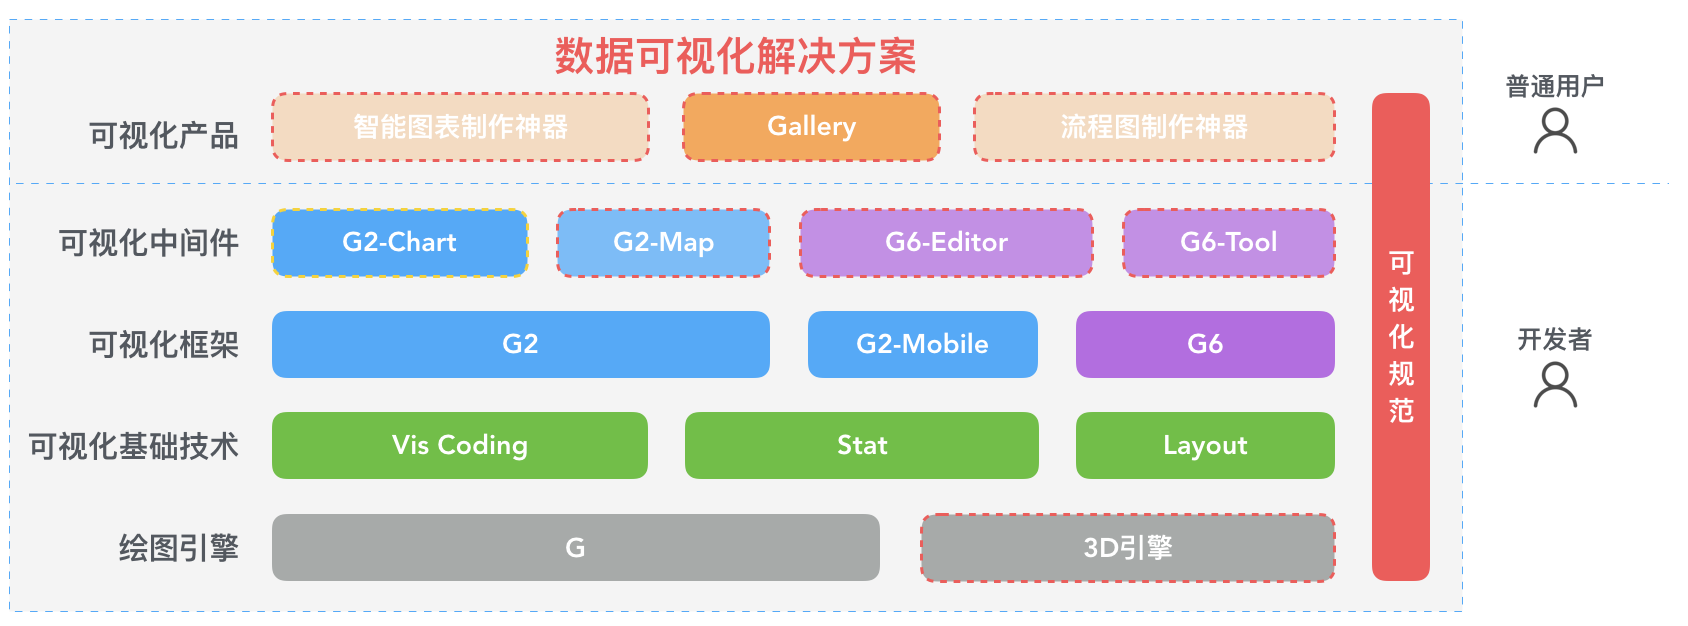 数据可视化解决方案
普通用户
可视化产品
智能图表制作神器
Gallery
流程图制作神器
可视化中间件
G2-Chart
G2-Map
G6-Editor
G6-Tool
可视化框架
G2
G2-Mobile
G6
可视化基础技术
Vis Coding
Stat
Layout
绘图引擎
G
3D引擎
可视化规范
开发者